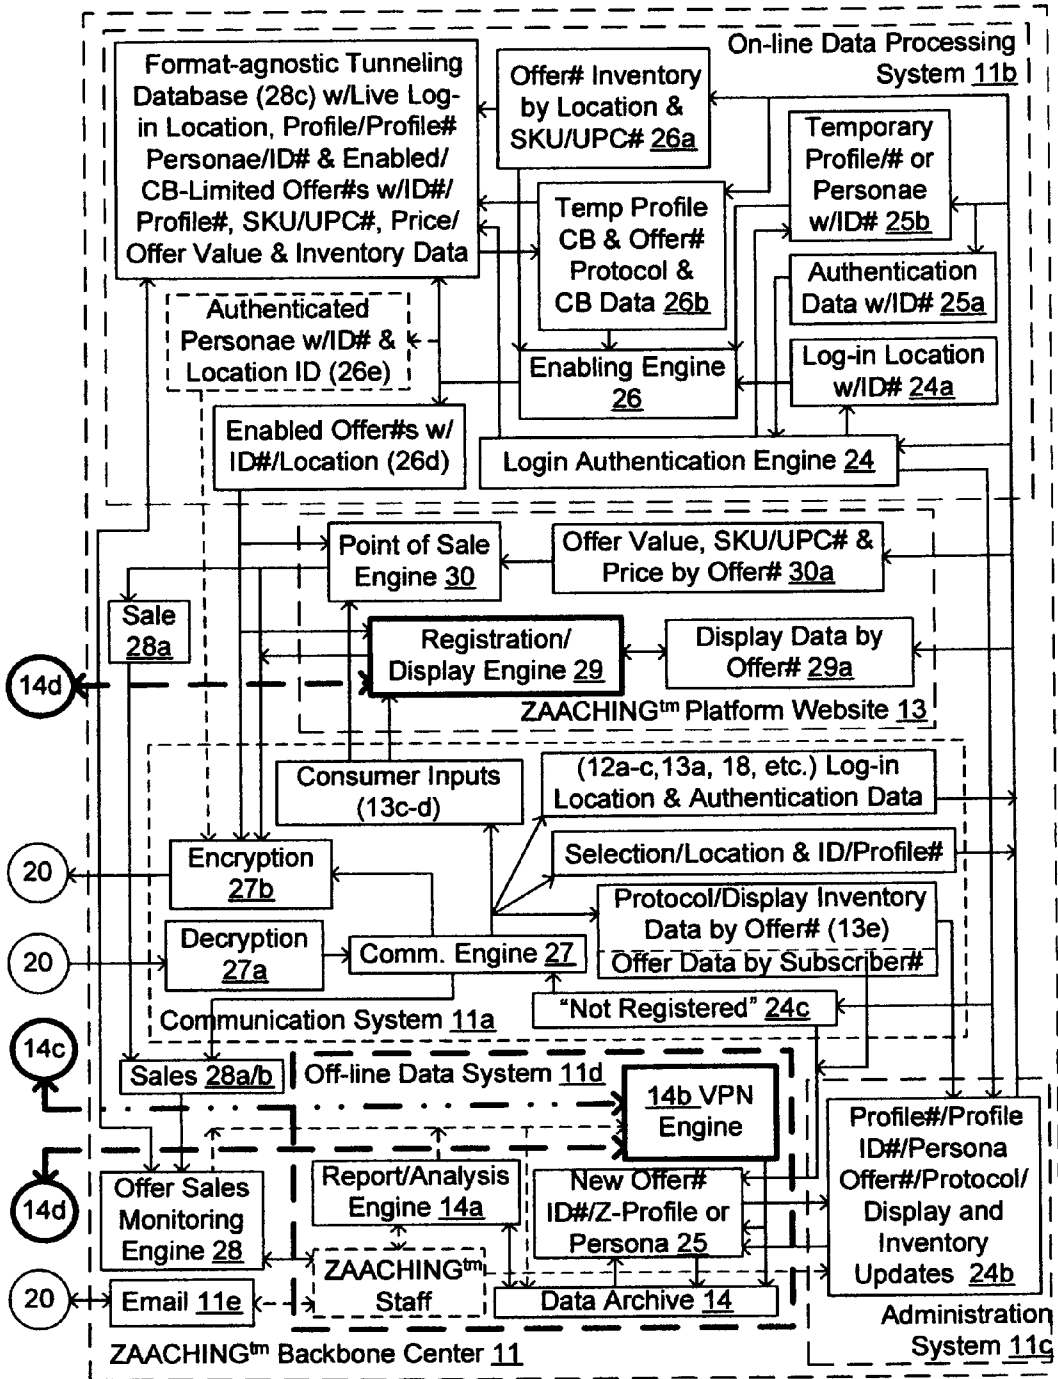 On-line Data Processing
System 11b
Format-agnostic Tunneling
Database (28c) w/Live Log-
in Location, Profile/Profile#
Personae/ID# & Enabled/
CB-Limited Offer#s w/ID#/
Profile#, SKU/UPC#, Price/
Offer Value & Inventory Data
Offer# Inventory
by Location &
SKU/UPC# 26a
Temporary
Profile/# or
Personae
w/ID# 25b
Temp Profile
CB & Offer#
Protocol &
CB Data 26b
Authentication
Data w/ID# 25a
Authenticated
Personae w/ID# &
Location ID (26e)
Enabling Engine
26
Log-in Location
w/ID# 24a
Enabled Offer#s w/
ID#/Location (26d)
Login Authentication Engine 24
Point of Sale
Engine 30
Offer Value, SKU/UPC# &
Price by Offer# 30a
Sale
28a
Registration/
Display Engine 29
Display Data by
Offer# 29a
14d
ZAACHING™ Platform Website 13
Consumer Inputs
(13c-d)
(12a-c,13a, 18, etc.) Log-in
Location & Authentication Data
Encryption
27b
Selection/Location & ID/Profile#
20
Protocol/Display Inventory
Data by Offer# (13e)
Offer Data by Subscriber#
Decryption
27a
Comm. Engine 27
20
"Not Registered" 24c
Communication System 11a
14c
Sales 28a/b
Off-line Data System 11d
14b VPN
Engine
Profile#/Profile
ID#/Persona
Offer#/Protocol/
Display and
Inventory
Updates 24b
Report/Analysis
Engine 14a
New Offer#
ID#/Z-Profile or
Persona 25
14d
Offer Sales
Monitoring
Engine 28
ZAACHING™
Staff
20
Email 11e
Data Archive 14
Administration
System 11c
ZAACHING™ Backbone Center 11